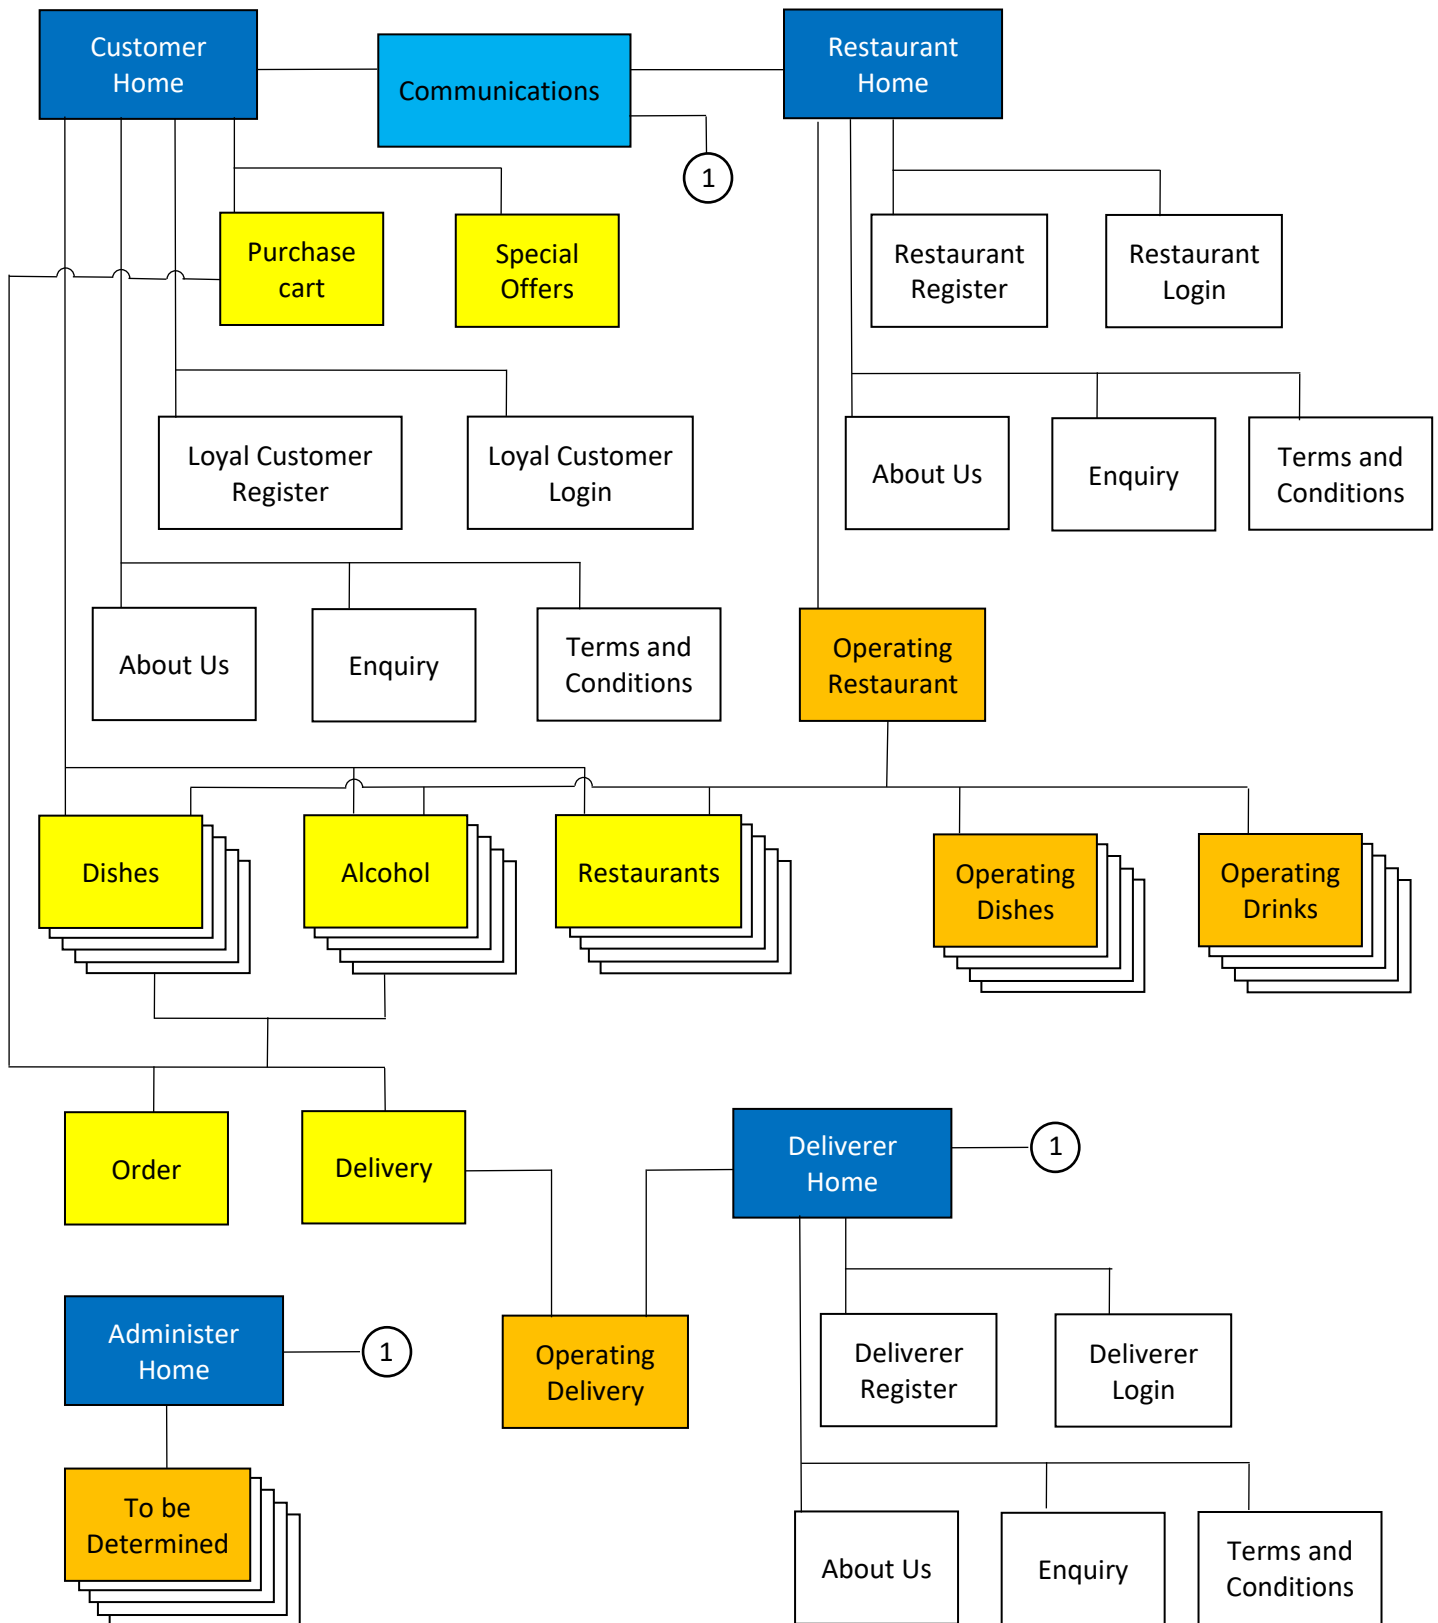 Customer
Home
Communications
Restaurant
Home
1
Purchase
cart
Special
Offers
Restaurant
Register
Restaurant
Login
Loyal Customer
Register
Loyal Customer
Login
About Us
Enquiry
Terms and
Conditions
About Us
Enquiry
Terms and
Conditions
Operating
Restaurant
Dishes
Alcohol
Restaurants
Operating
Dishes
Operating
Drinks
Order
Delivery
Deliverer
Home
1
Administer
Home
1
Operating
Delivery
Deliverer
Register
Deliverer
Login
To be
Determined
About Us
Enquiry
Terms and
Conditions